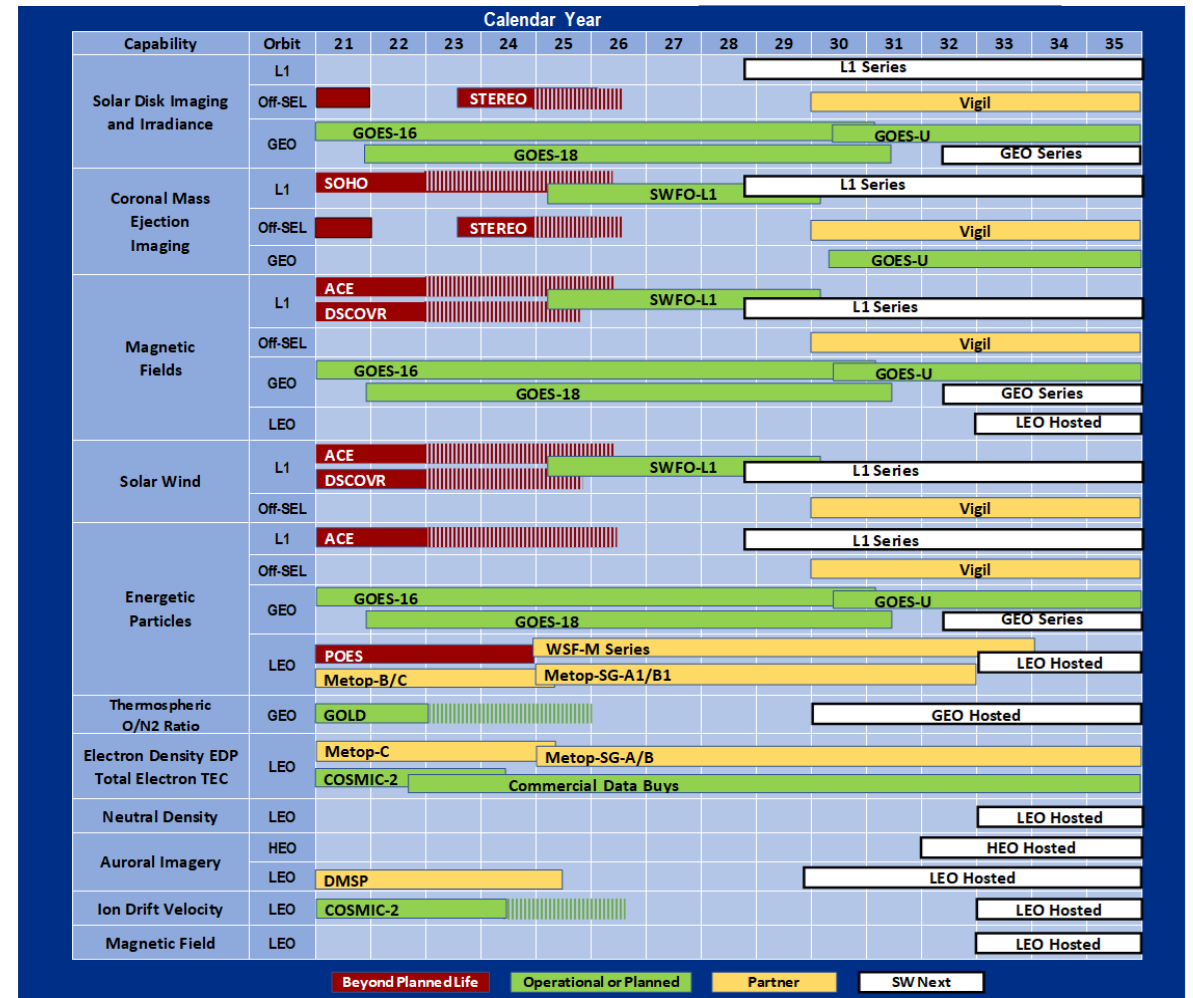 Calendar Year
Capability Orbit 21 22 23 24 25 26 27 28 29 30 31 32 33 34 35
Solar Disk Imaging
and Irradiance
L1
L1 Series
Off-SEL
STEREO
Vigil
GEO
GOES-16
GOES-U
GOES-18
GEO Series
Coronal Mass
Ejection
Imaging
L1
SOHO
SWFO-L1
L1 Series
Off-SEL
STEREO
Vigil
GEO
GOES-U
Magnetic
Fields
L1
ACE
SWFO-L1
DSCOVR
L1 Series
Off-SEL
Vigil
GEO
GOES-16
GOES-U
GOES-18
GEO Series
LEO
LEO Hosted
Solar Wind
L1
ACE
SWFO-L1
DSCOVR
L1 Series
Off-SEL
Vigil
Energetic
Particles
L1
ACE
L1 Series
Off-SEL
Vigil
GEO
GOES-16
GOES-U
GOES-18
GEO Series
LEO
POES
WSF-M Series
LEO Hosted
Metop-B/C
Metop-SG-A1/B1
Thermospheric
O/N2 Ratio
GEO
GOLD
GEO Hosted
Electron Density EDP
Total Electron TEC
LEO
Metop-C
Metop-SG-A/B
COSMIC-2
Commercial Data Buys
Neutral Density
LEO
LEO Hosted
Auroral Imagery
HEO
HEO Hosted
LEO
DMSP
LEO Hosted
Ion Drift Velocity
LEO
COSMIC-2
LEO Hosted
Magnetic Field
LEO
LEO Hosted
Beyond Planned Life
Operational or Planned
Partner
SW Next